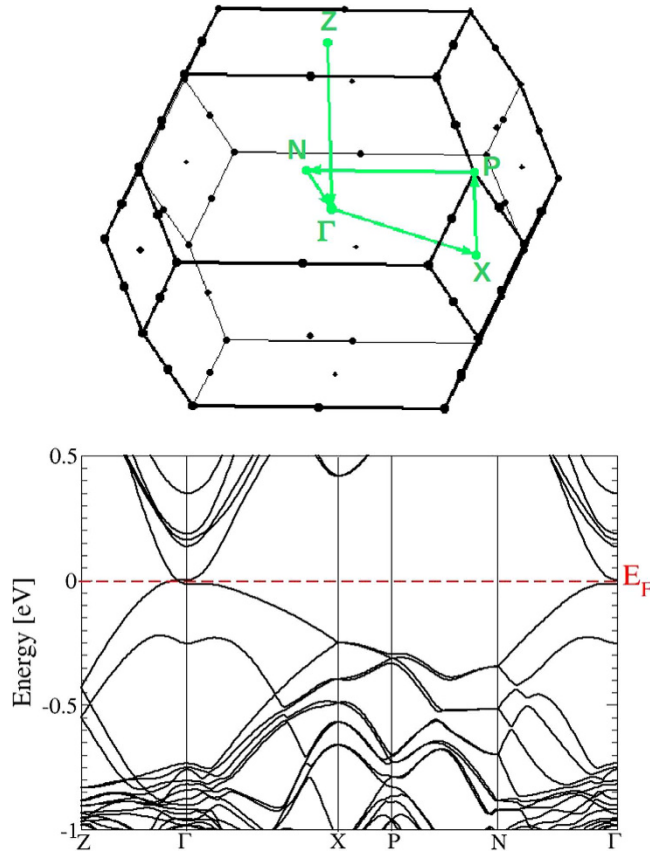 Z
N
P
Γ
X
0.5
0
E_F
-0.5
-1
Energy [eV]
Z Γ X P N Γ